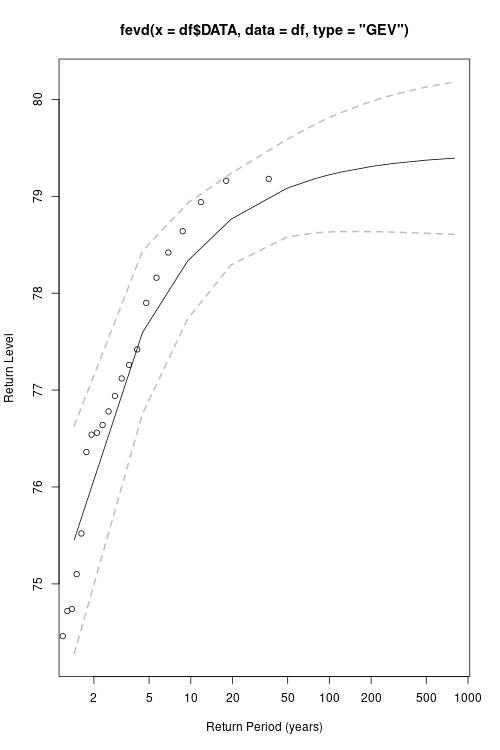 fevd(x = df$DATA, data = df, type = "GEV")
80
79
78
77
76
75
Return Level
2 5 10 20 50 100 200 500 1000
Return Period (years)